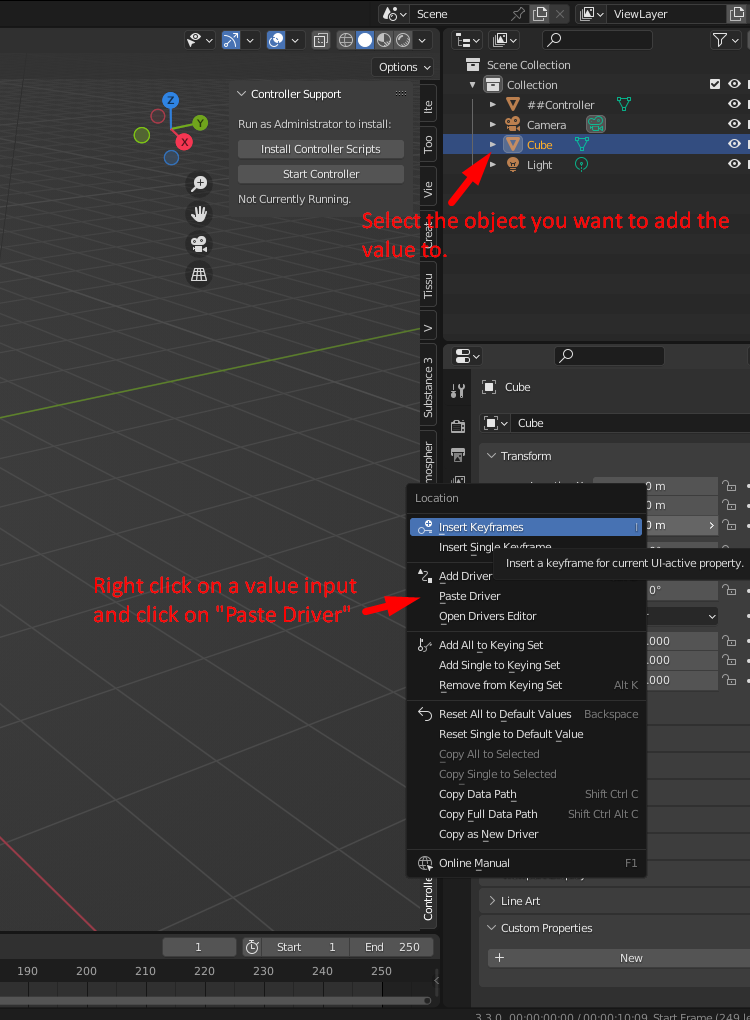 Scene
ViewLayer
Options
Scene Collection
Collection
##Controller
Camera
Cube
Light
Controller Support
Run as Administrator to install:
Install Controller Scripts
Start Controller
Not Currently Running.
Select the object you want to add the
value to.
Z
Y
X
Ite
Too
Vie
Creat
Tissu
V
Substance 3
mospher
Controlle
Cube
Cube
Transform
0 m
0 m
0 m
0°
.000
.000
.000
Location
Insert Keyframes I
Insert Single Keyframe
Insert a keyframe for current UI-active property.
Add Driver
Paste Driver
Open Drivers Editor
Add All to Keying Set
Add Single to Keying Set
Remove from Keying Set Alt K
Reset All to Default Values Backspace
Reset Single to Default Value
Copy All to Selected
Copy Single to Selected
Copy Data Path Shift Ctrl C
Copy Full Data Path Shift Ctrl Alt C
Copy as New Driver
Online Manual F1
Right click on a value input
and click on "Paste Driver"
Line Art
Custom Properties
New
1
Start 1
End 250
190 200 210 220 230 240 250
3.3.0 00:00:00:00 / 00:00:10:09 Start Frame (249 le